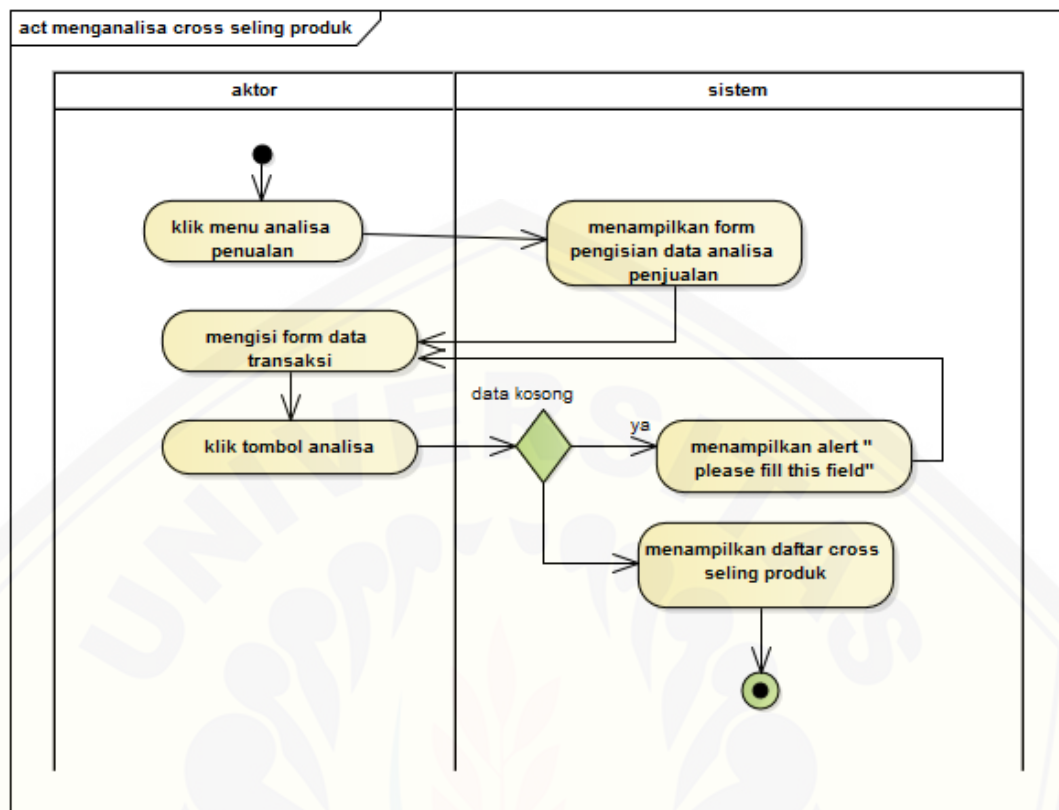 act menganalisa cross seling produk
aktor
sistem
klik menu analisa
penualan
menampilkan form
pengisian data analisa
penjualan
mengisi form data
transaksi
data kosong
klik tombol analisa
ya
menampilkan alert "
please fill this field"
menampilkan daftar cross
seling produk
UNIVERSITAS